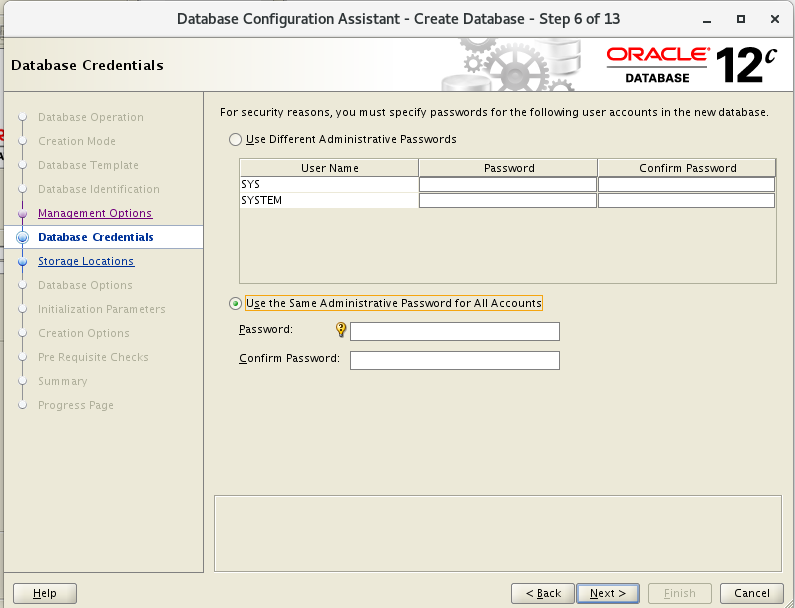 Database Configuration Assistant - Create Database - Step 6 of 13
Database Credentials
ORACLE
DATABASE
12c
Database Operation
Creation Mode
Database Template
Database Identification
Management Options
Database Credentials
Storage Locations
Database Options
Initialization Parameters
Creation Options
Pre Requisite Checks
Summary
Progress Page
For security reasons, you must specify passwords for the following user accounts in the new database.
Use Different Administrative Passwords
User Name Password Confirm Password
SYS
SYSTEM
Use the Same Administrative Password for All Accounts
Password:
Confirm Password:
Help < Back Next > Finish Cancel